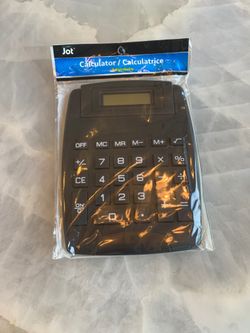 Jot
Calculator / Calculatrice
OFF MC MR M- M+ √
+/- 7 8 9 × %
CE 4 5 6 ÷
ON 1 2 3
0 .